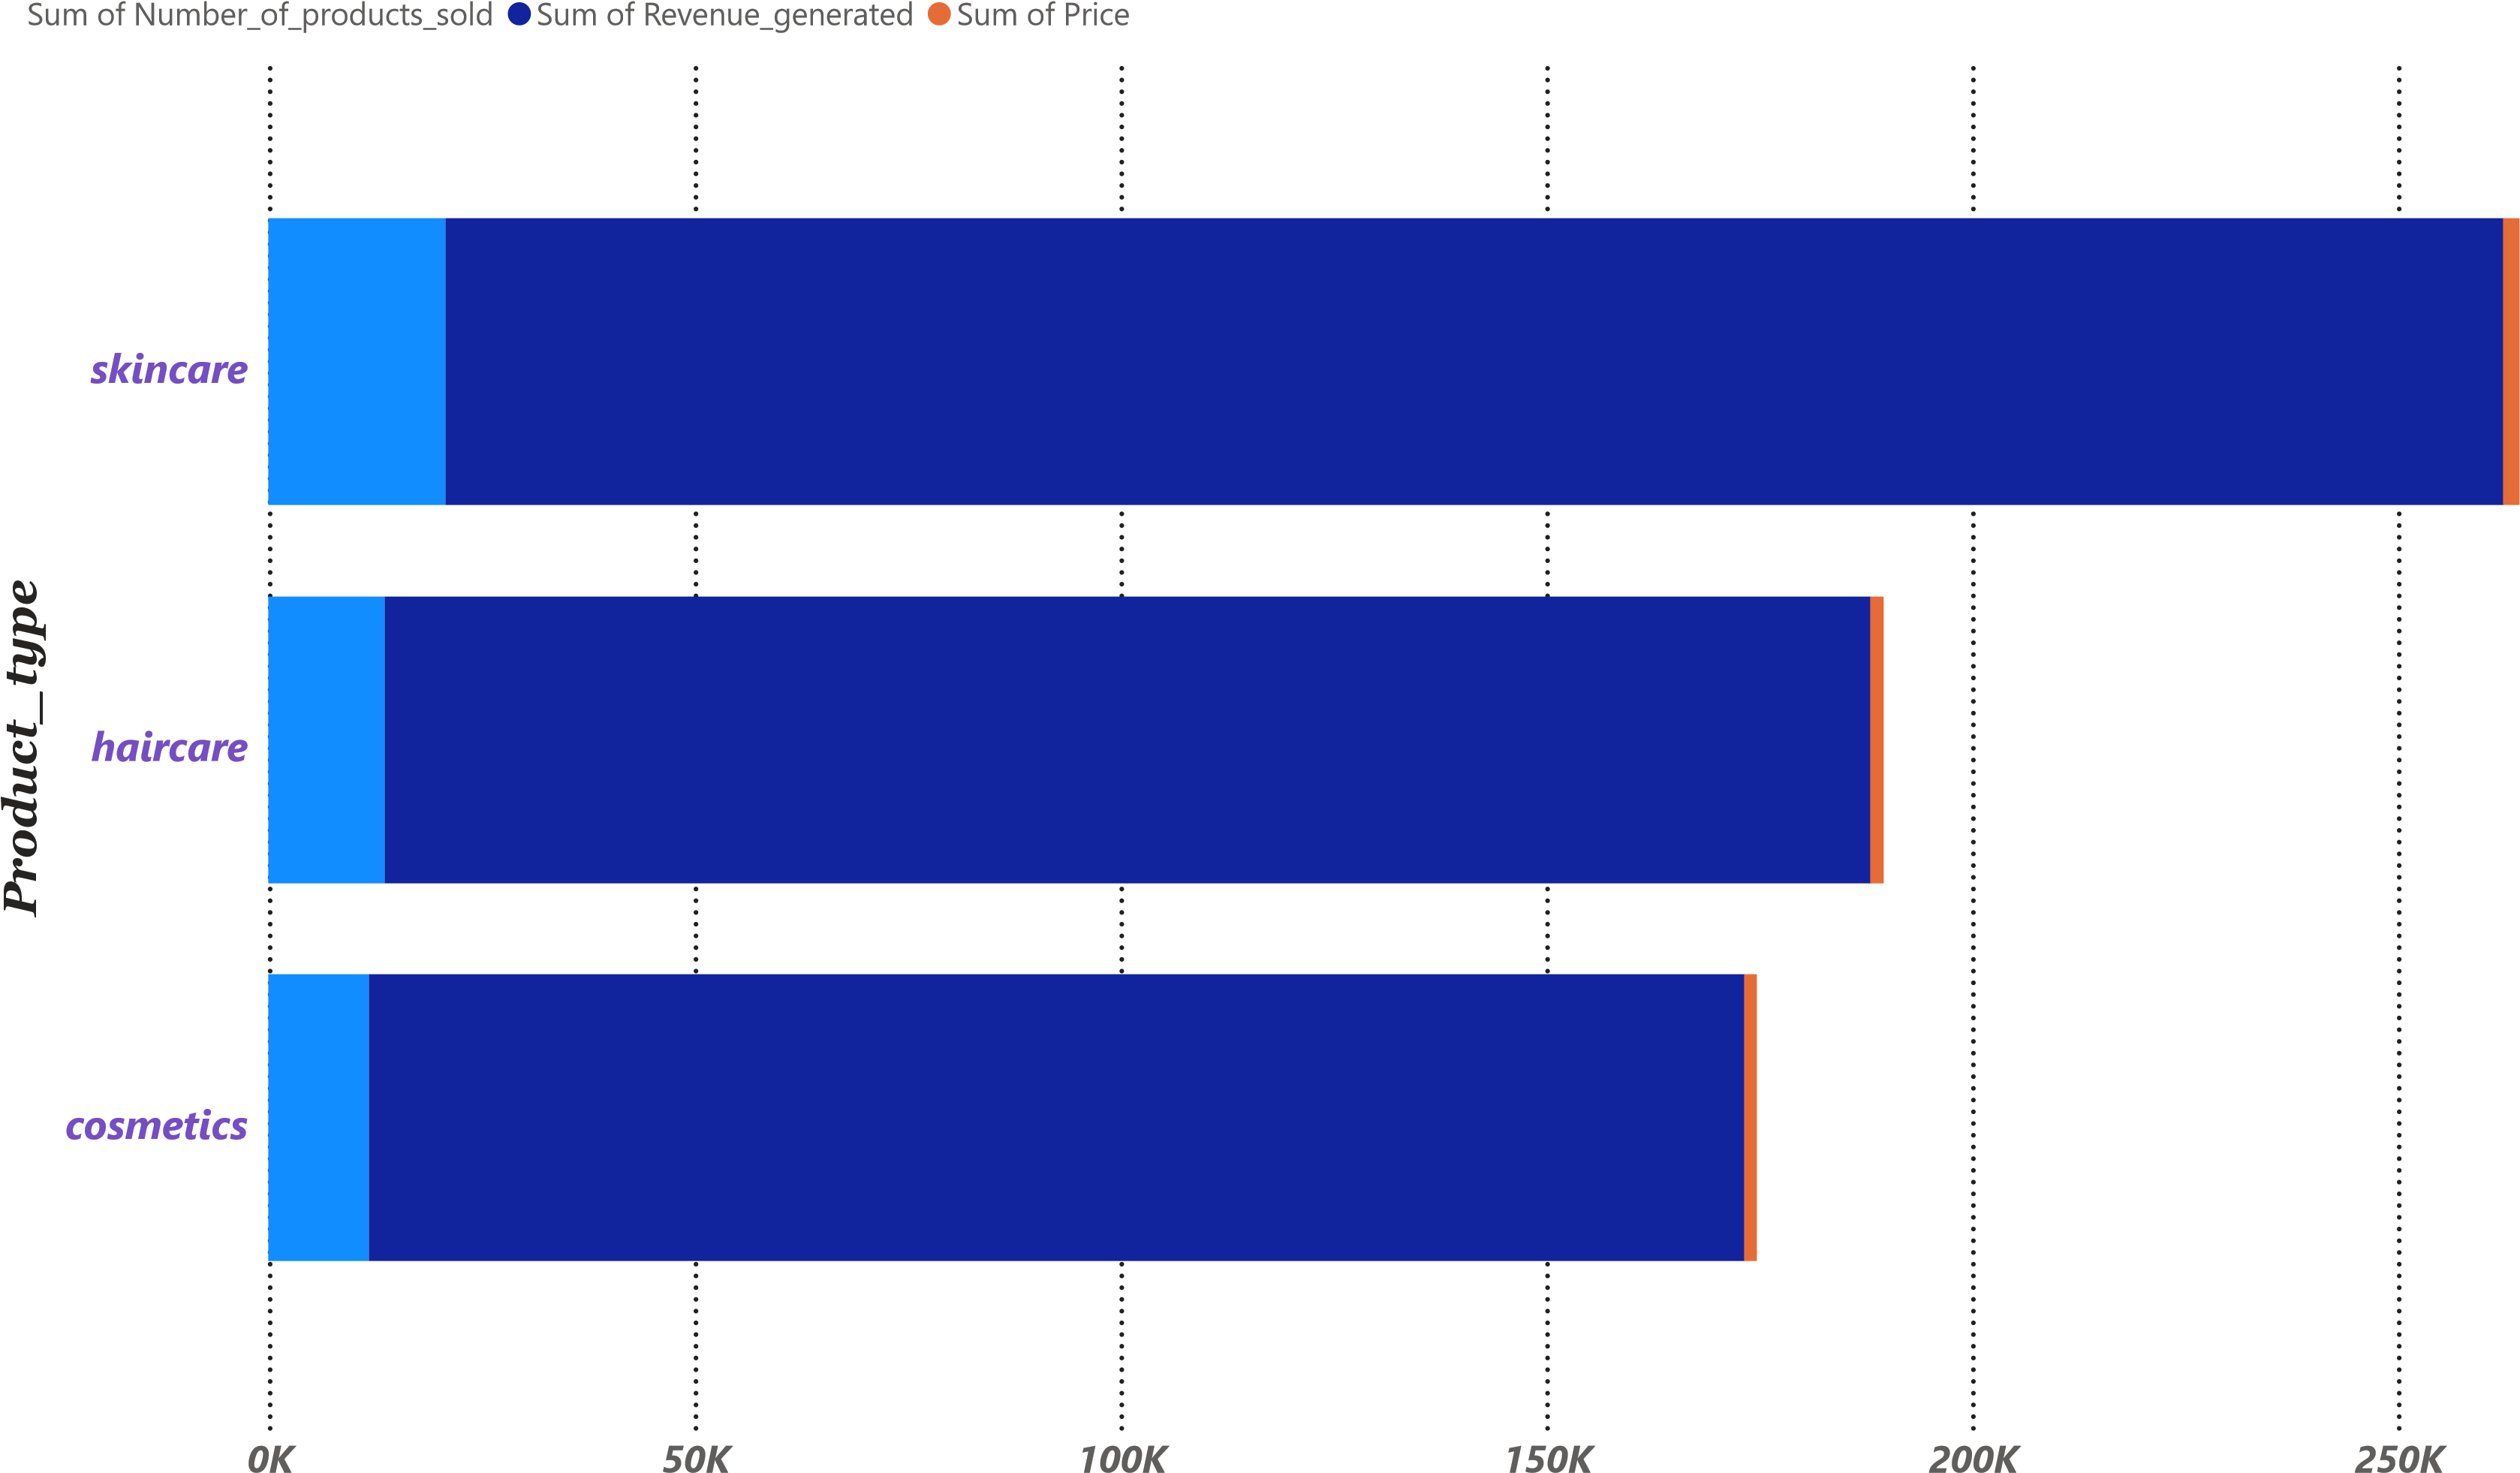 Sum of Number_of_products_sold Sum of Revenue_generated Sum of Price
skincare
haircare
cosmetics
Product_type
0K 50K 100K 150K 200K 250K